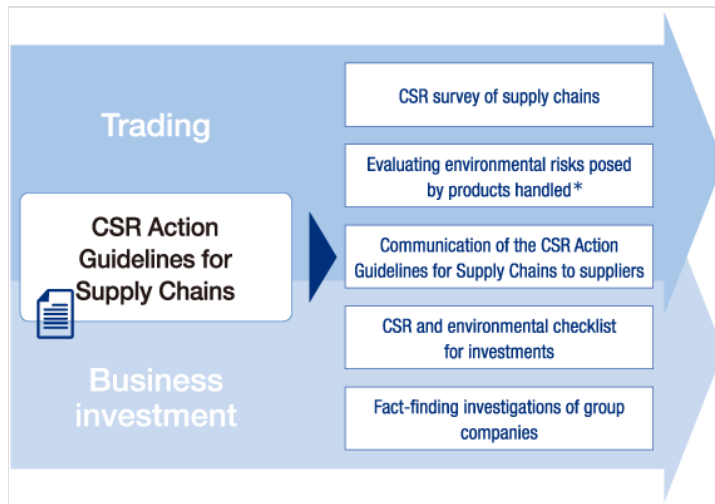 Trading
CSR Action
Guidelines for
Supply Chains
Business
investment
CSR survey of supply chains
Evaluating environmental risks posed
by products handled*
Communication of the CSR Action
Guidelines for Supply Chains to suppliers
CSR and environmental checklist
for investments
Fact-finding investigations of group
companies